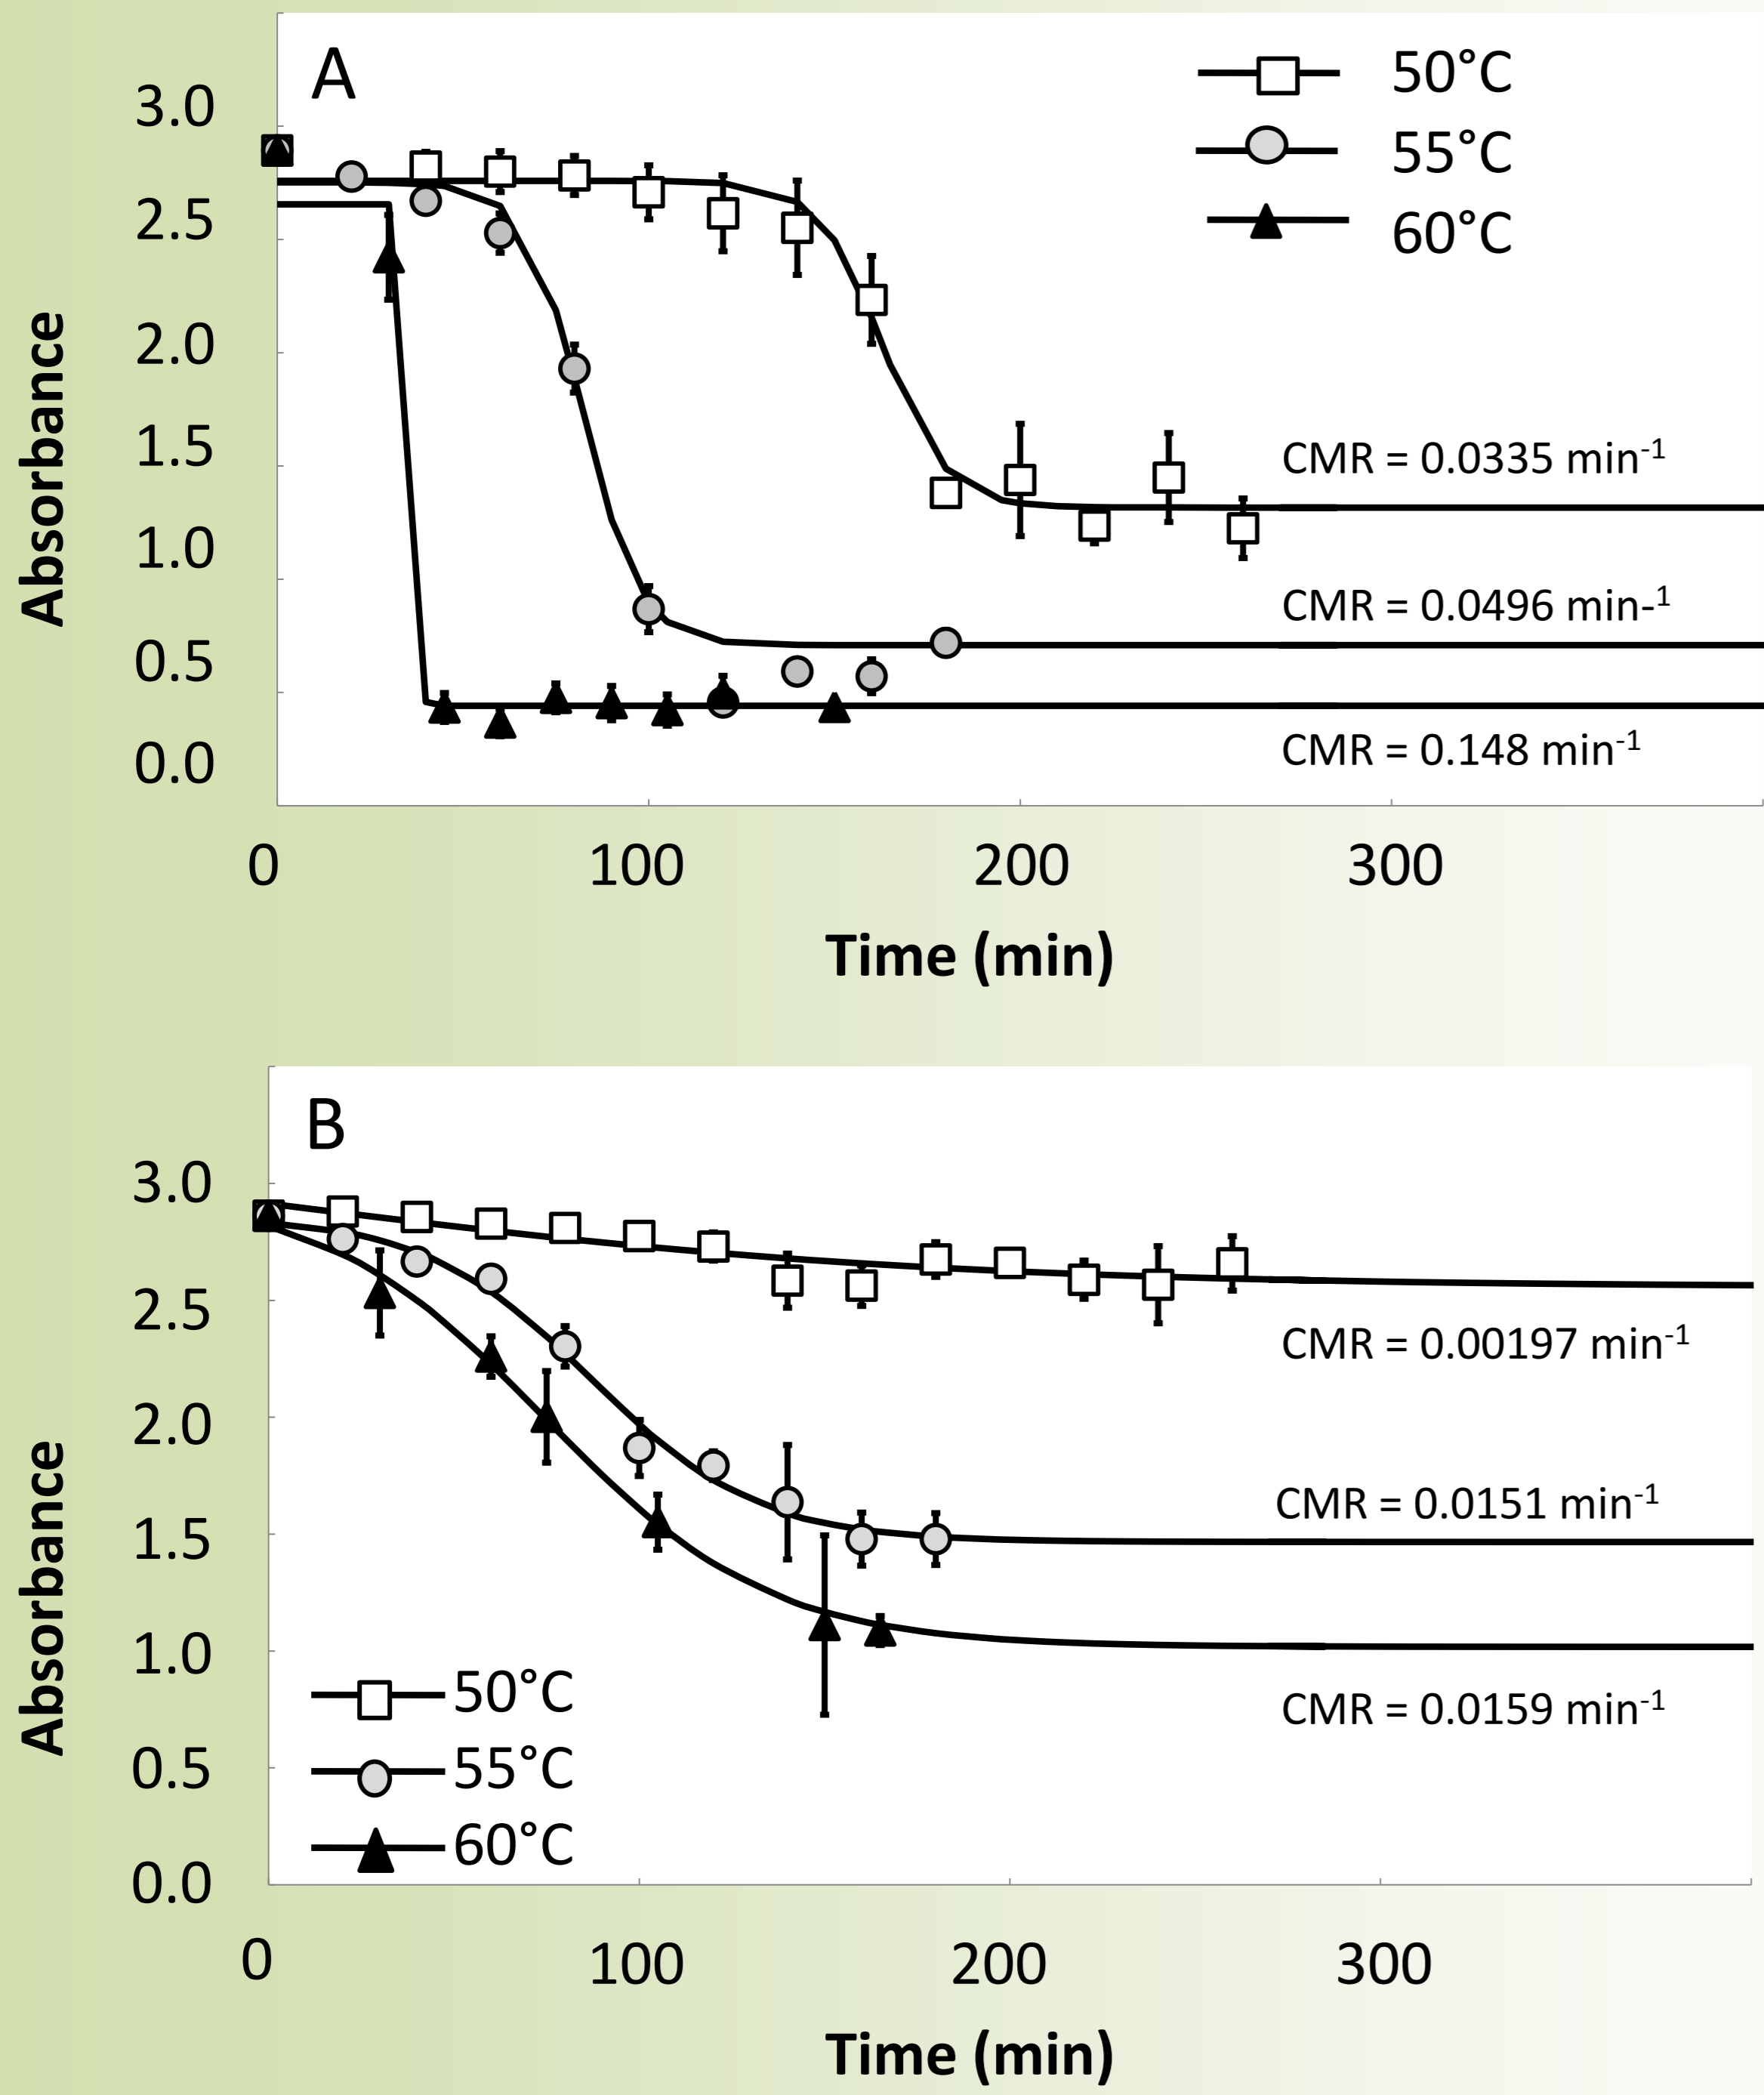 A
50°C
55°C
60°C
3.0
2.5
2.0
1.5
1.0
0.5
0.0
Absorbance
CMR = 0.0335 min⁻¹
CMR = 0.0496 min-¹
CMR = 0.148 min⁻¹
0 100 200 300
Time (min)
B
3.0
2.5
2.0
1.5
1.0
0.5
0.0
Absorbance
CMR = 0.00197 min⁻¹
CMR = 0.0151 min⁻¹
CMR = 0.0159 min⁻¹
50°C
55°C
60°C
0 100 200 300
Time (min)